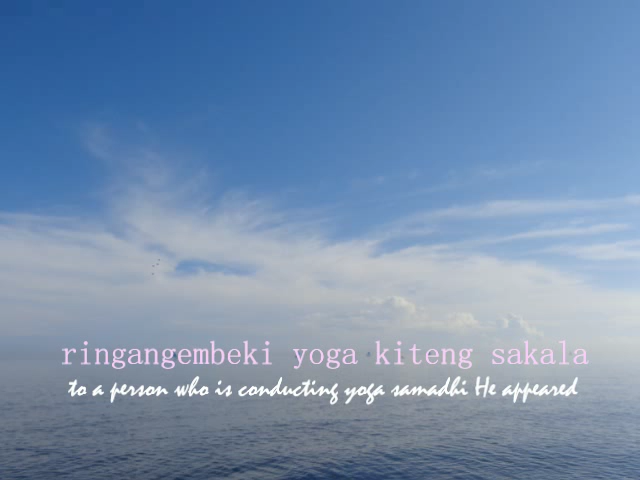 ringangembeki yoga kiteng sakala
to a person who is conducting yoga samadhi He appeared